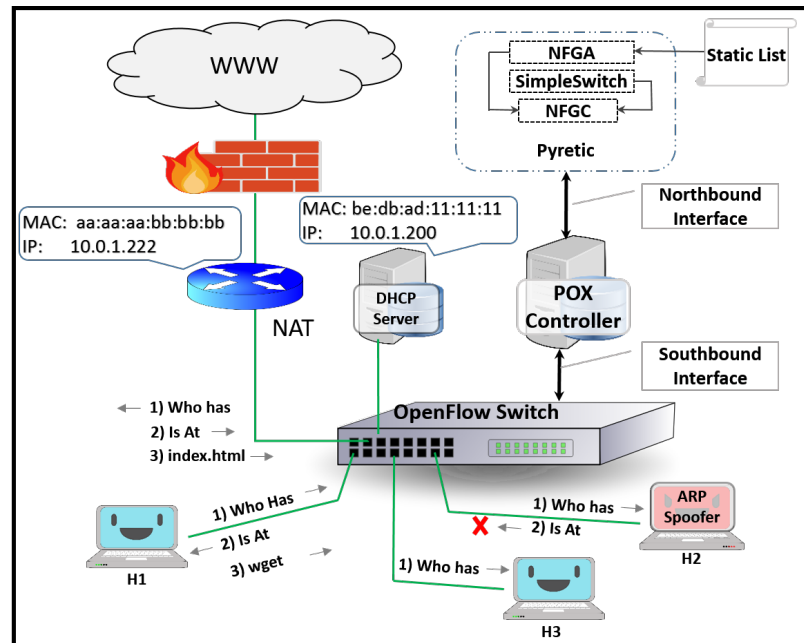 WWW
NFGA
SimpleSwitch
NFGC
Pyretic
Static List
MAC: aa:aa:aa:bb:bb:bb
IP: 10.0.1.222
MAC: be:db:ad:11:11:11
IP: 10.0.1.200
Northbound
Interface
NAT
DHCP
Server
POX
Controller
Southbound
Interface
OpenFlow Switch
1) Who has
2) Is At
3) index.html
1) Who Has
2) Is At
3) wget
H1
1) Who has
H3
1) Who has
2) Is At
ARP
Spoofer
H2